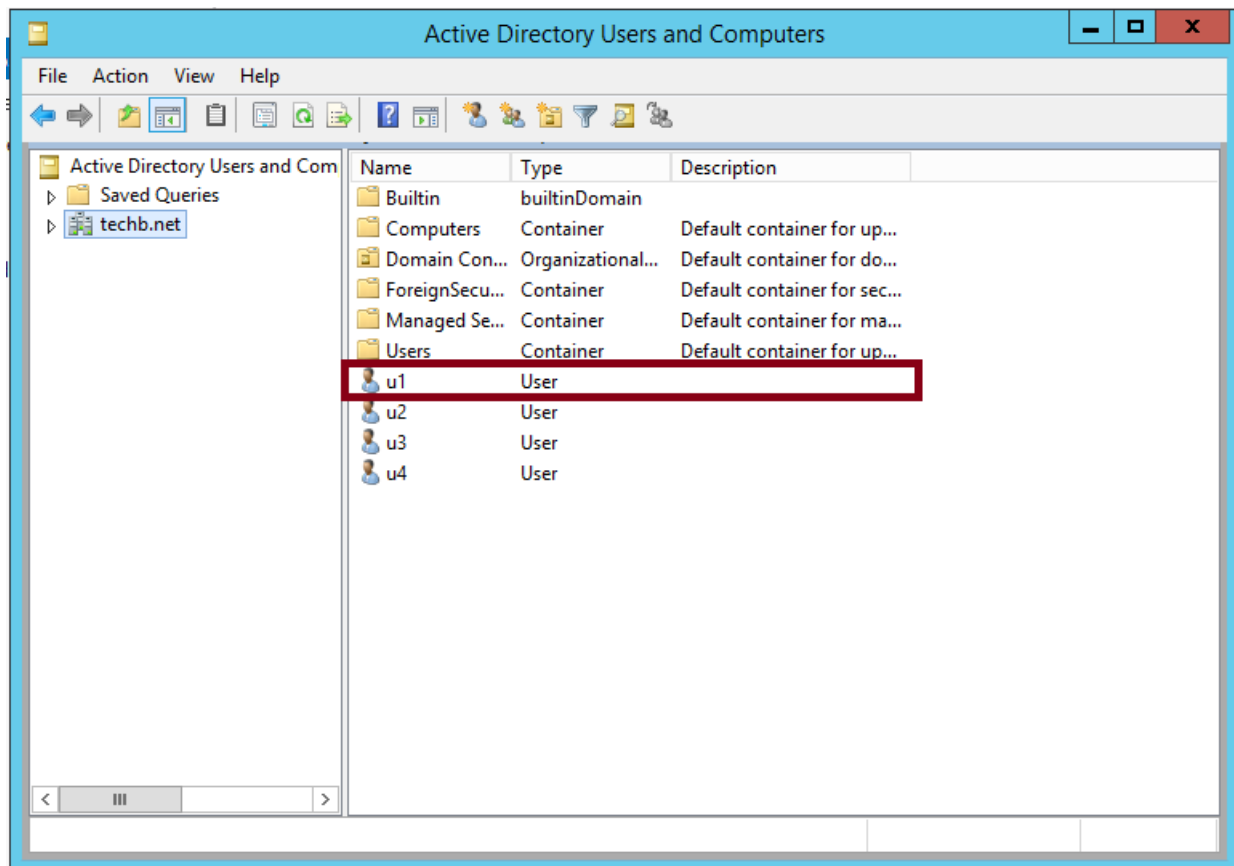 Active Directory Users and Computers
File Action View Help
Active Directory Users and Com
Saved Queries
techb.net
Name Type Description
Builtin builtinDomain
Computers Container Default container for up...
Domain Con... Organizational... Default container for do...
ForeignSecu... Container Default container for sec...
Managed Se... Container Default container for ma...
Users Container Default container for up...
u1 User
u2 User
u3 User
u4 User